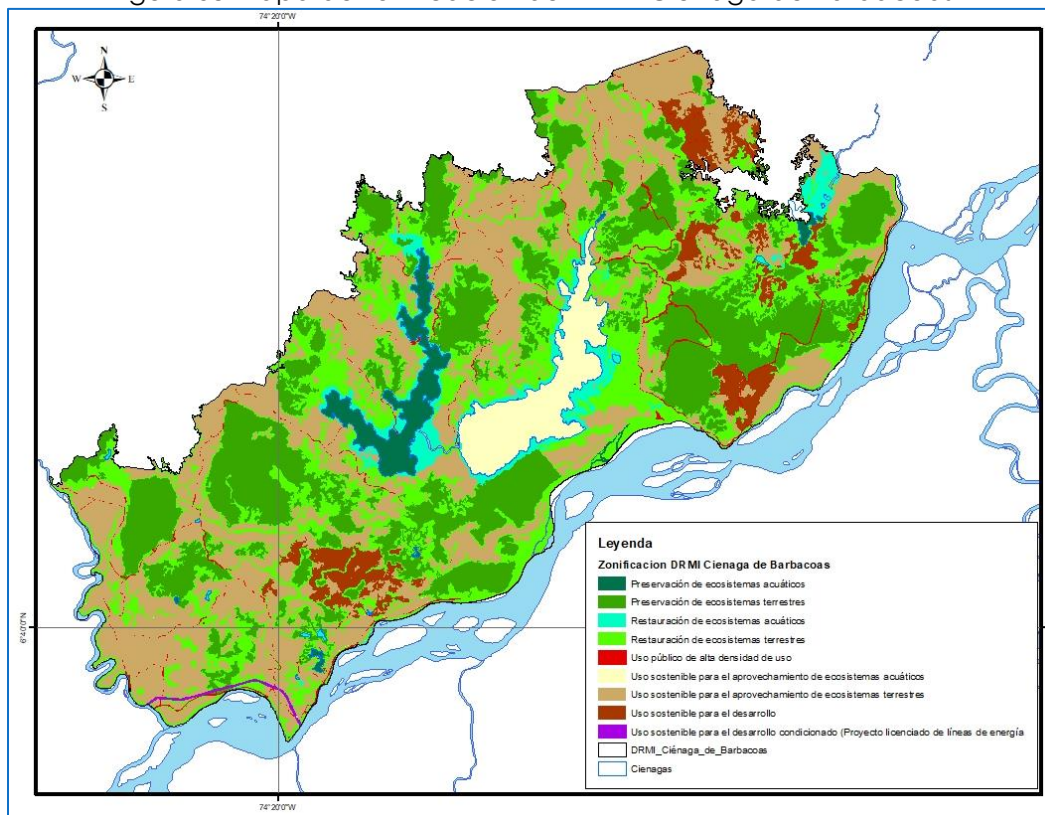 74°20'0"W
N
W E
S
6°40'0"N
Leyenda
Zonificacion DRMI Cienaga de Barbacoas
Preservación de ecosistemas acuáticos
Preservación de ecosistemas terrestres
Restauración de ecosistemas acuáticos
Restauración de ecosistemas terrestres
Uso público de alta densidad de uso
Uso sostenible para el aprovechamiento de ecosistemas acuáticos
Uso sostenible para el aprovechamiento de ecosistemas terrestres
Uso sostenible para el desarrollo
Uso sostenible para el desarrollo condicionado (Proyecto licenciado de líneas de energía
DRMI_Ciénaga_de_Barbacoas
Cienagas
74°20'0"W